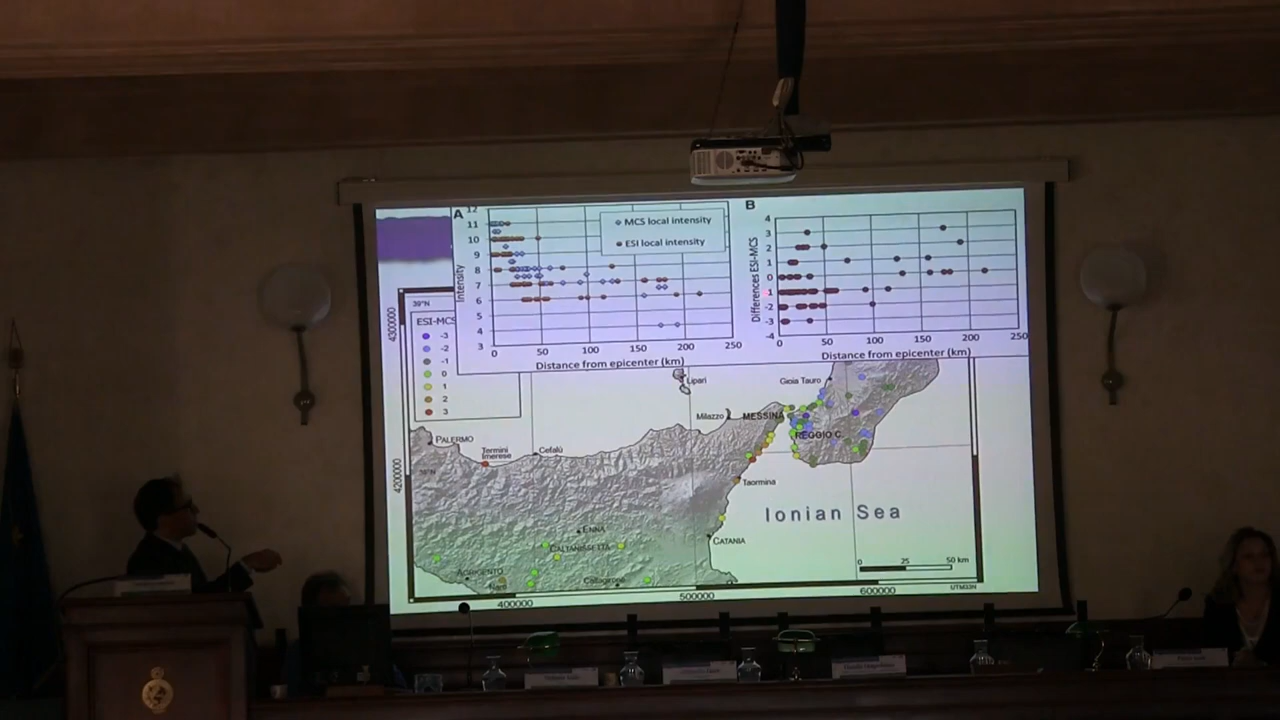 A
12
11
10
9
8
7
6
5
4
3
Intensity
MCS local intensity
ESI local intensity
0 50 100 150 200 250
Distance from epicenter (km)
B
4
3
2
1
0
-1
-2
-3
-4
Differences ESI-MCS
0 50 100 150 200 250
Distance from epicenter (km)
39°N
4300000
ESI-MCS
-3
-2
-1
0
1
2
3
Lipari
Gioia Tauro
Milazzo
MESSINA
REGGIO C.
PALERMO
Termini
Imerese
Cefalù
4200000
Taormina
Ionian Sea
ENNA
CALTANISSETTA
CATANIA
AGRIGENTO
Caltagirone
0 25 50 km
UTM33N
400000 500000 600000